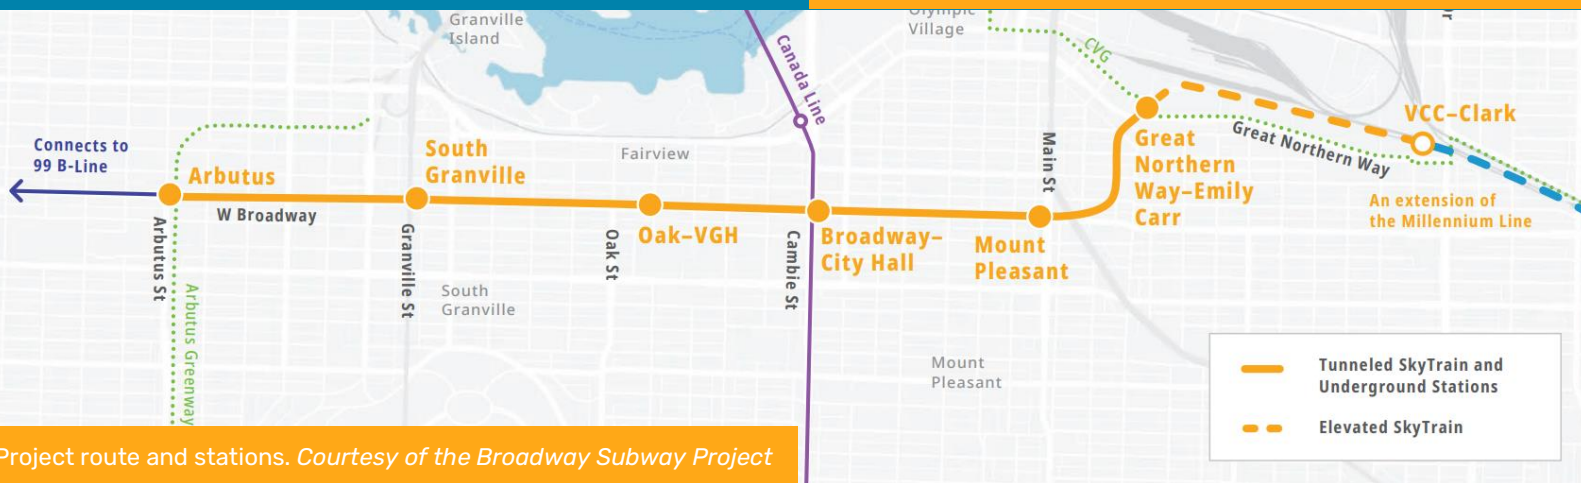 Granville
Island
Village
Canada Line
CVG
Connects to
99 B-Line
Arbutus
South
Granville
Fairview
Main St
Great
Northern
Way–Emily
Carr
Great Northern Way
VCC–Clark
An extension of
the Millennium Line
W Broadway
Arbutus St
Granville St
Oak St
Oak–VGH
Cambie St
Broadway–
City Hall
Mount
Pleasant
Arbutus Greenway
South
Granville
Mount
Pleasant
Tunneled SkyTrain and
Underground Stations
Elevated SkyTrain
Project route and stations. Courtesy of the Broadway Subway Project